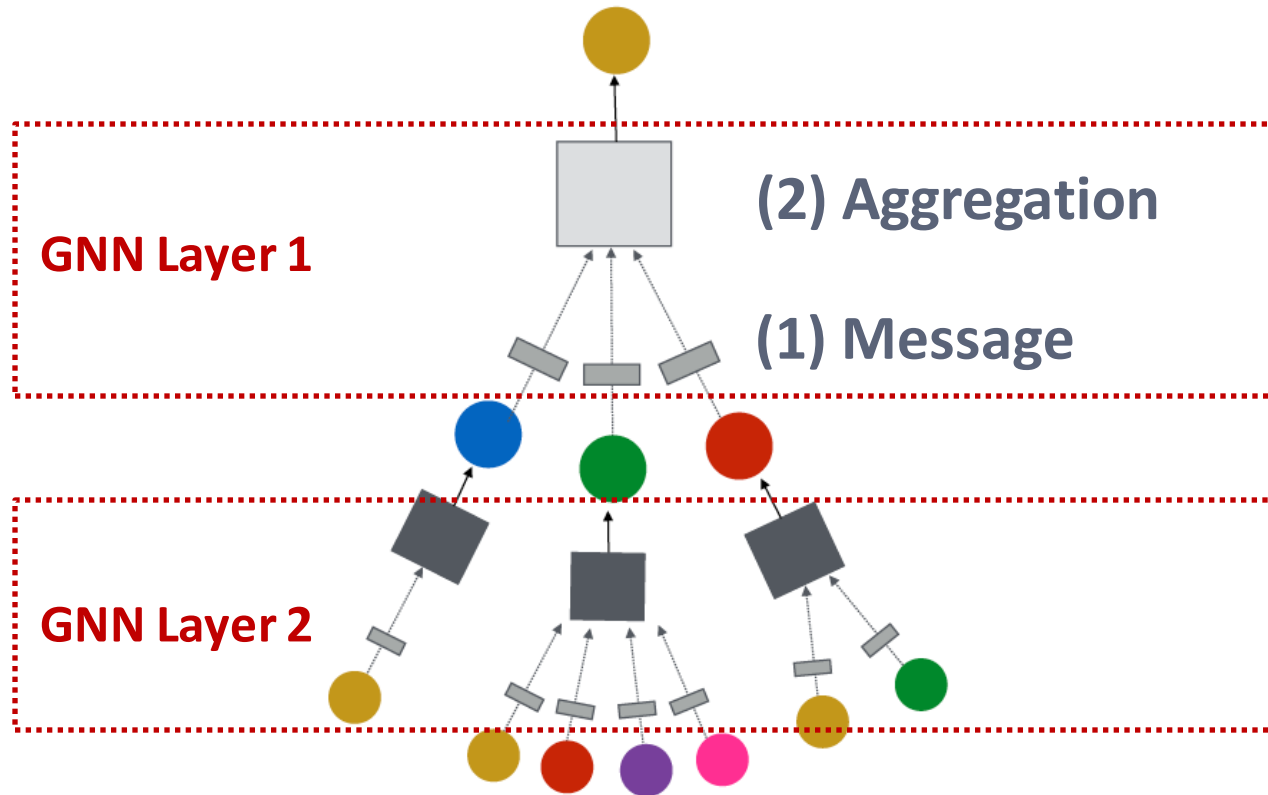 (2) Aggregation
GNN Layer 1
(1) Message
GNN Layer 2